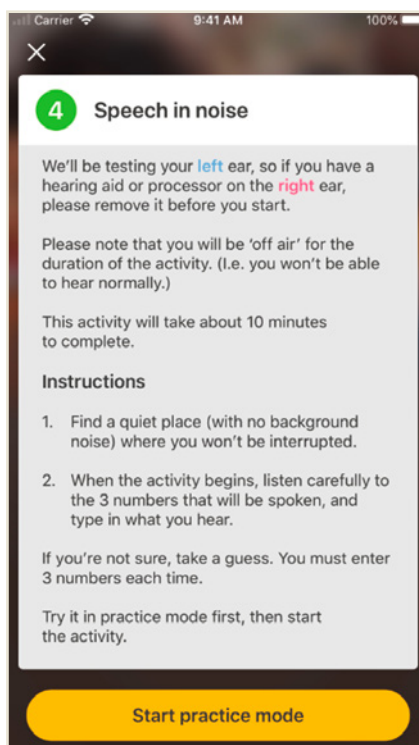 Carrier 9:41 AM 100%
4 Speech in noise
We'll be testing your left ear, so if you have a
hearing aid or processor on the right ear,
please remove it before you start.
Please note that you will be 'off air' for the
duration of the activity. (I.e. you won't be able
to hear normally.)
This activity will take about 10 minutes
to complete.
Instructions
1. Find a quiet place (with no background
noise) where you won't be interrupted.
2. When the activity begins, listen carefully to
the 3 numbers that will be spoken, and
type in what you hear.
If you're not sure, take a guess. You must enter
3 numbers each time.
Try it in practice mode first, then start
the activity.
Start practice mode